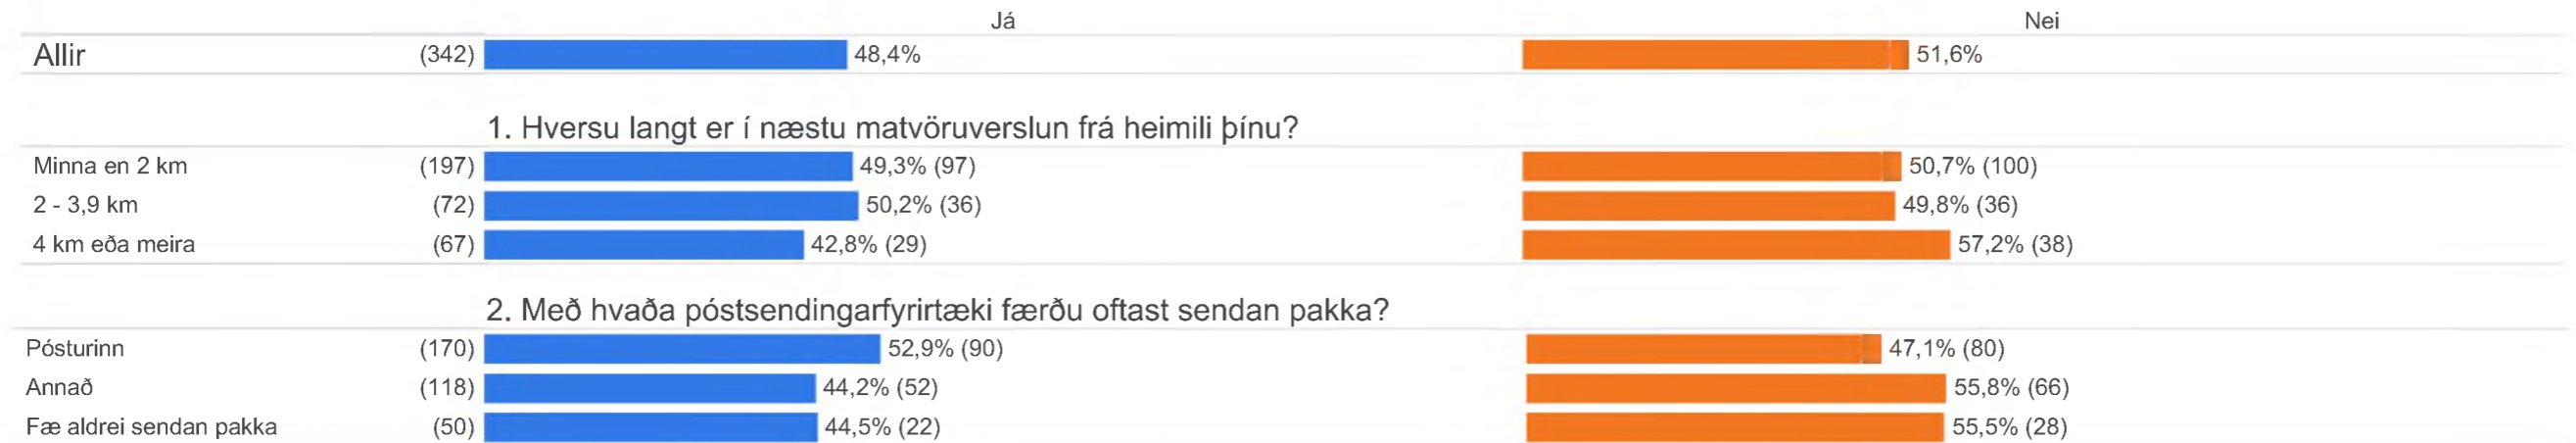 Já Nei
Allir (342) 48,4% 51,6%
1. Hversu langt er í næstu matvöruverslun frá heimili þínu?
Minna en 2 km (197) 49,3% (97) 50,7% (100)
2 - 3,9 km (72) 50,2% (36) 49,8% (36)
4 km eða meira (67) 42,8% (29) 57,2% (38)
2. Með hvaða póstsendingarfyrirtæki færðu oftast sendan pakka?
Pósturinn (170) 52,9% (90) 47,1% (80)
Annað (118) 44,2% (52) 55,8% (66)
Fæ aldrei sendan pakka (50) 44,5% (22) 55,5% (28)